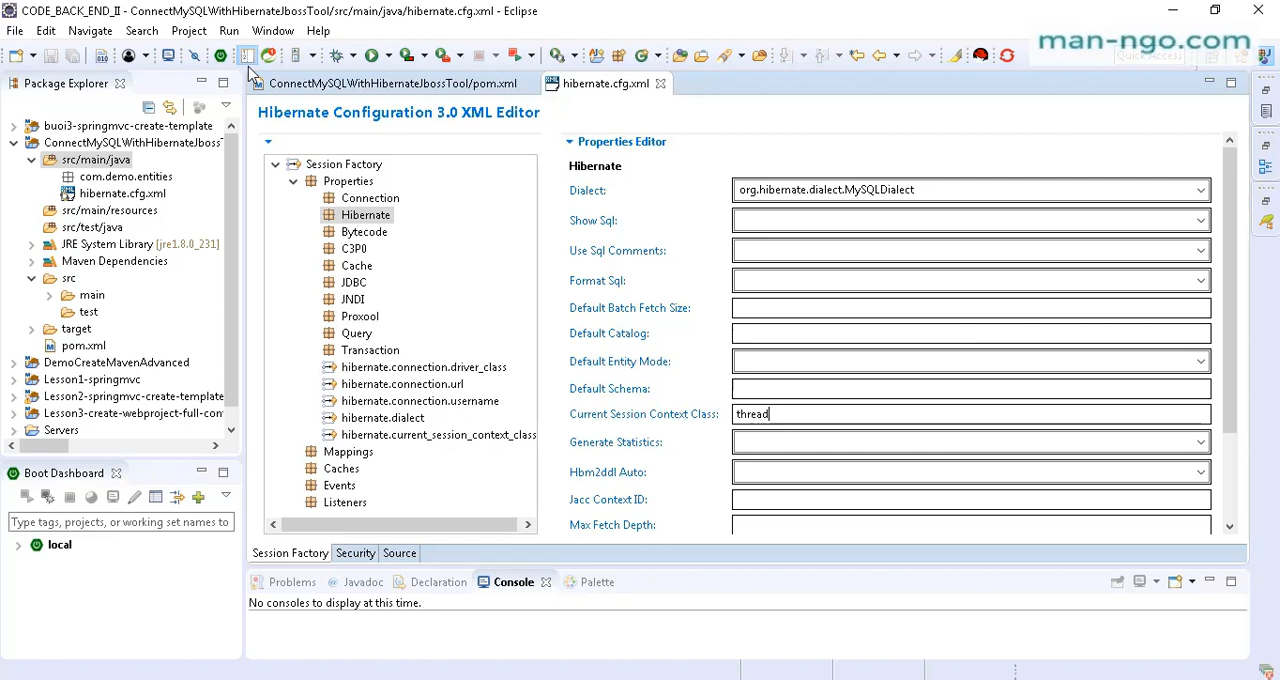 CODE_BACK_END_II - ConnectMySQLWithHibernateJbossTool/src/main/java/hibernate.cfg.xml - Eclipse
File Edit Navigate Search Project Run Window Help
man-ngo.com
Quick Access
Package Explorer
ConnectMySQLWithHibernateJbossTool/pom.xml
hibernate.cfg.xml
buoi3-springmvc-create-template
ConnectMySQLWithHibernateJboss
src/main/java
com.demo.entities
hibernate.cfg.xml
src/main/resources
src/test/java
JRE System Library [jre1.8.0_231]
Maven Dependencies
src
main
test
target
pom.xml
DemoCreateMavenAdvanced
Lesson1-springmvc
Lesson2-springmvc-create-template
Lesson3-create-webproject-full-con
Servers
Boot Dashboard
Type tags, projects, or working set names to
local
Hibernate Configuration 3.0 XML Editor
Session Factory
Properties
Connection
Hibernate
Bytecode
C3P0
Cache
JDBC
JNDI
Proxool
Query
Transaction
hibernate.connection.driver_class
hibernate.connection.url
hibernate.connection.username
hibernate.dialect
hibernate.current_session_context_class
Mappings
Caches
Events
Listeners
Properties Editor
Hibernate
Dialect: org.hibernate.dialect.MySQLDialect
Show Sql:
Use Sql Comments:
Format Sql:
Default Batch Fetch Size:
Default Catalog:
Default Entity Mode:
Default Schema:
Current Session Context Class: thread
Generate Statistics:
Hbm2ddl Auto:
Jacc Context ID:
Max Fetch Depth:
Session Factory Security Source
Problems Javadoc Declaration Console Palette
No consoles to display at this time.